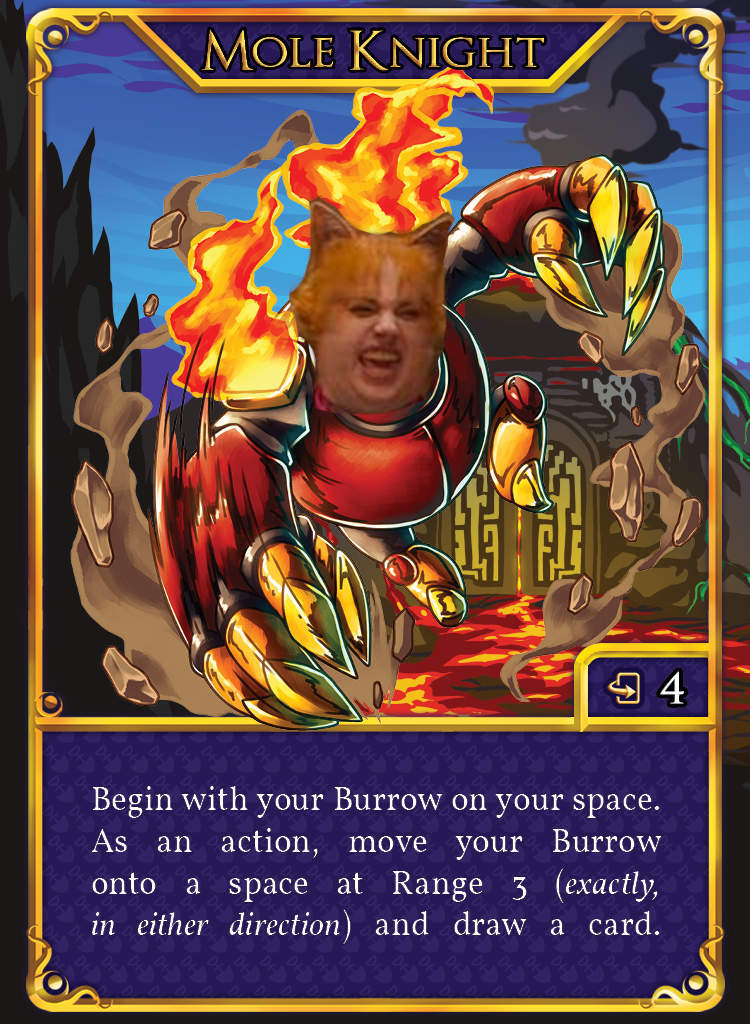 MOLE KNIGHT
4
Begin with your Burrow on your space.
As an action, move your Burrow
onto a space at Range 3 (exactly,
in either direction) and draw a card.